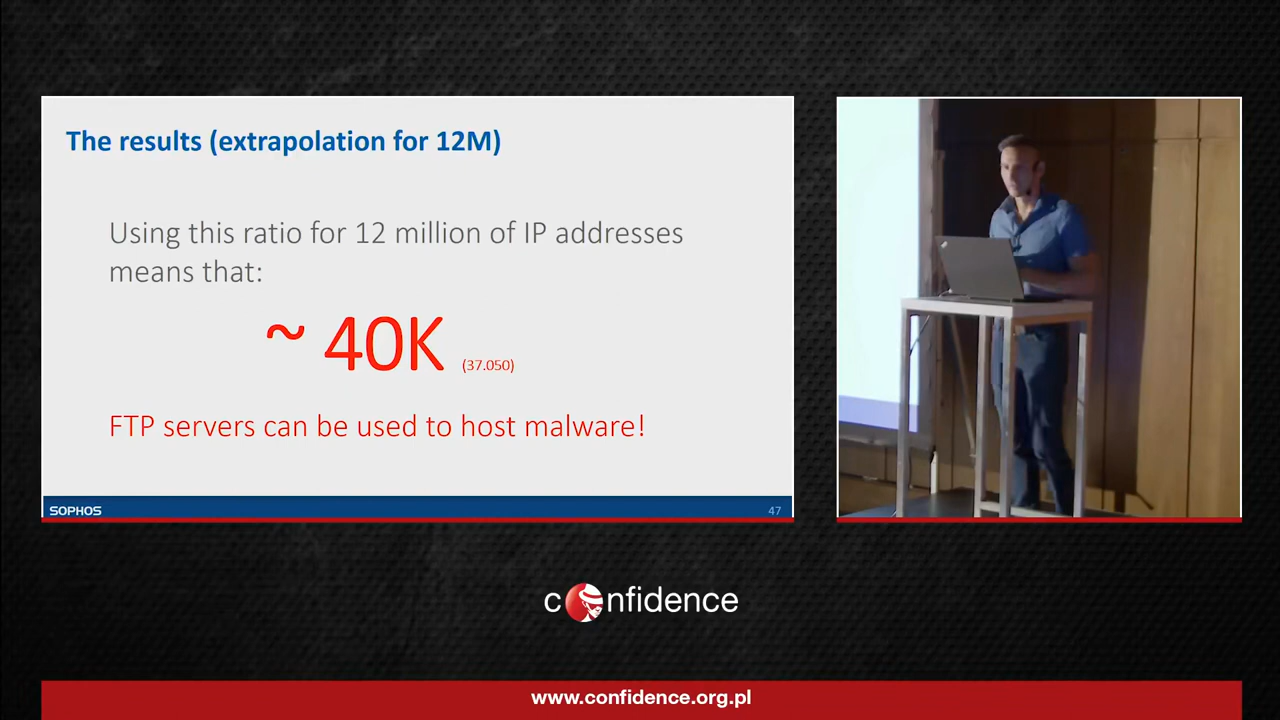 The results (extrapolation for 12M)
Using this ratio for 12 million of IP addresses
means that:
~ 40K (37.050)
FTP servers can be used to host malware!
SOPHOS
47
confidence
www.confidence.org.pl